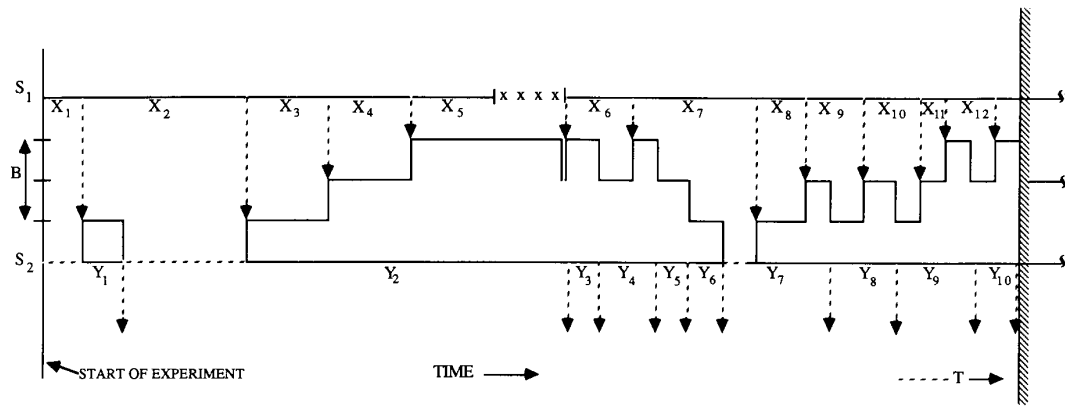 S1
X1 X2 X3 X4 X5 x x x x X6 X7 X8 X9 X10 X11 X12
B
S2
Y1 Y2 Y3 Y4 Y5 Y6 Y7 Y8 Y9 Y10
START OF EXPERIMENT
TIME
T